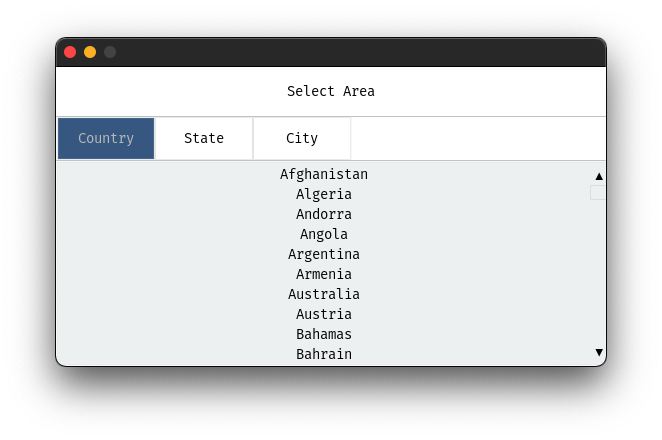 Select Area
Country State City
Afghanistan
Algeria
Andorra
Angola
Argentina
Armenia
Australia
Austria
Bahamas
Bahrain